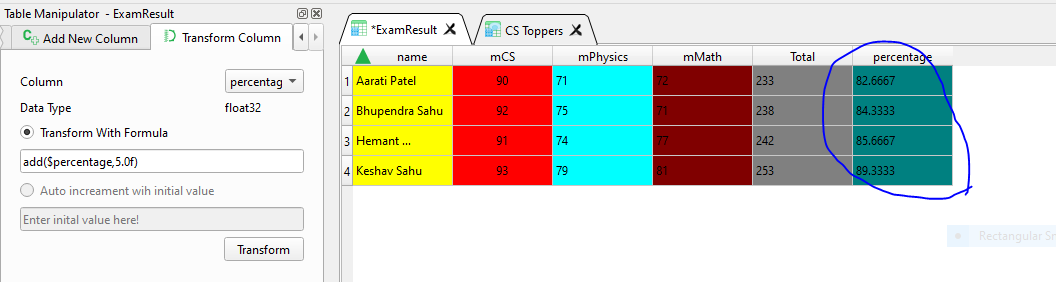 Table Manipulator - ExamResult
Add New Column
Transform Column
Column
percentag
Data Type
float32
Transform With Formula
add($percentage,5.0f)
Auto increament wih initial value
Enter inital value here!
Transform
*ExamResult
CS Toppers
name mCS mPhysics mMath Total percentage
1 Aarati Patel 90 71 72 233 82.6667
2 Bhupendra Sahu 92 75 71 238 84.3333
3 Hemant ... 91 74 77 242 85.6667
4 Keshav Sahu 93 79 81 253 89.3333
Rectangular Sn